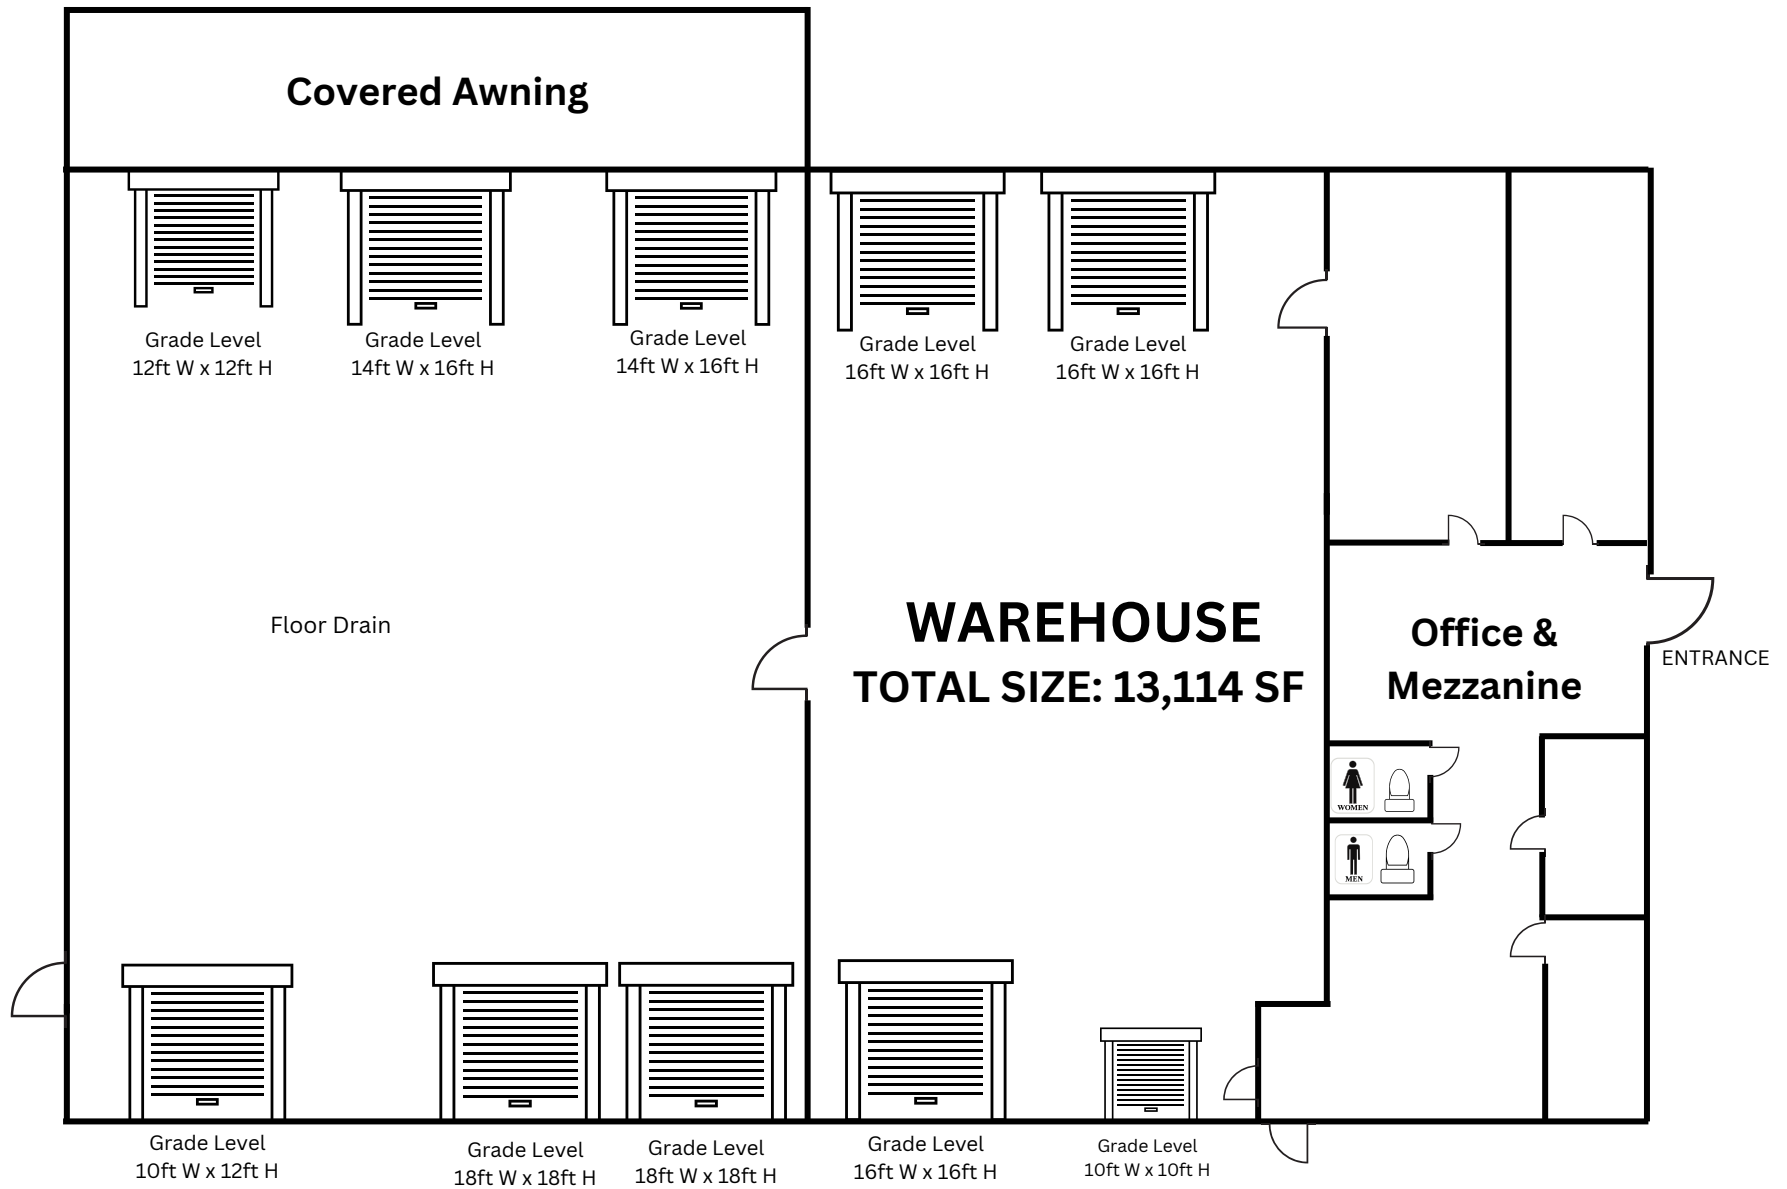 Covered Awning
Grade Level
12ft W x 12ft H
Grade Level
14ft W x 16ft H
Grade Level
14ft W x 16ft H
Grade Level
16ft W x 16ft H
Grade Level
16ft W x 16ft H
Floor Drain
WAREHOUSE
TOTAL SIZE: 13,114 SF
Office &
Mezzanine
ENTRANCE
WOMEN
MEN
Grade Level
10ft W x 12ft H
Grade Level
18ft W x 18ft H
Grade Level
18ft W x 18ft H
Grade Level
16ft W x 16ft H
Grade Level
10ft W x 10ft H